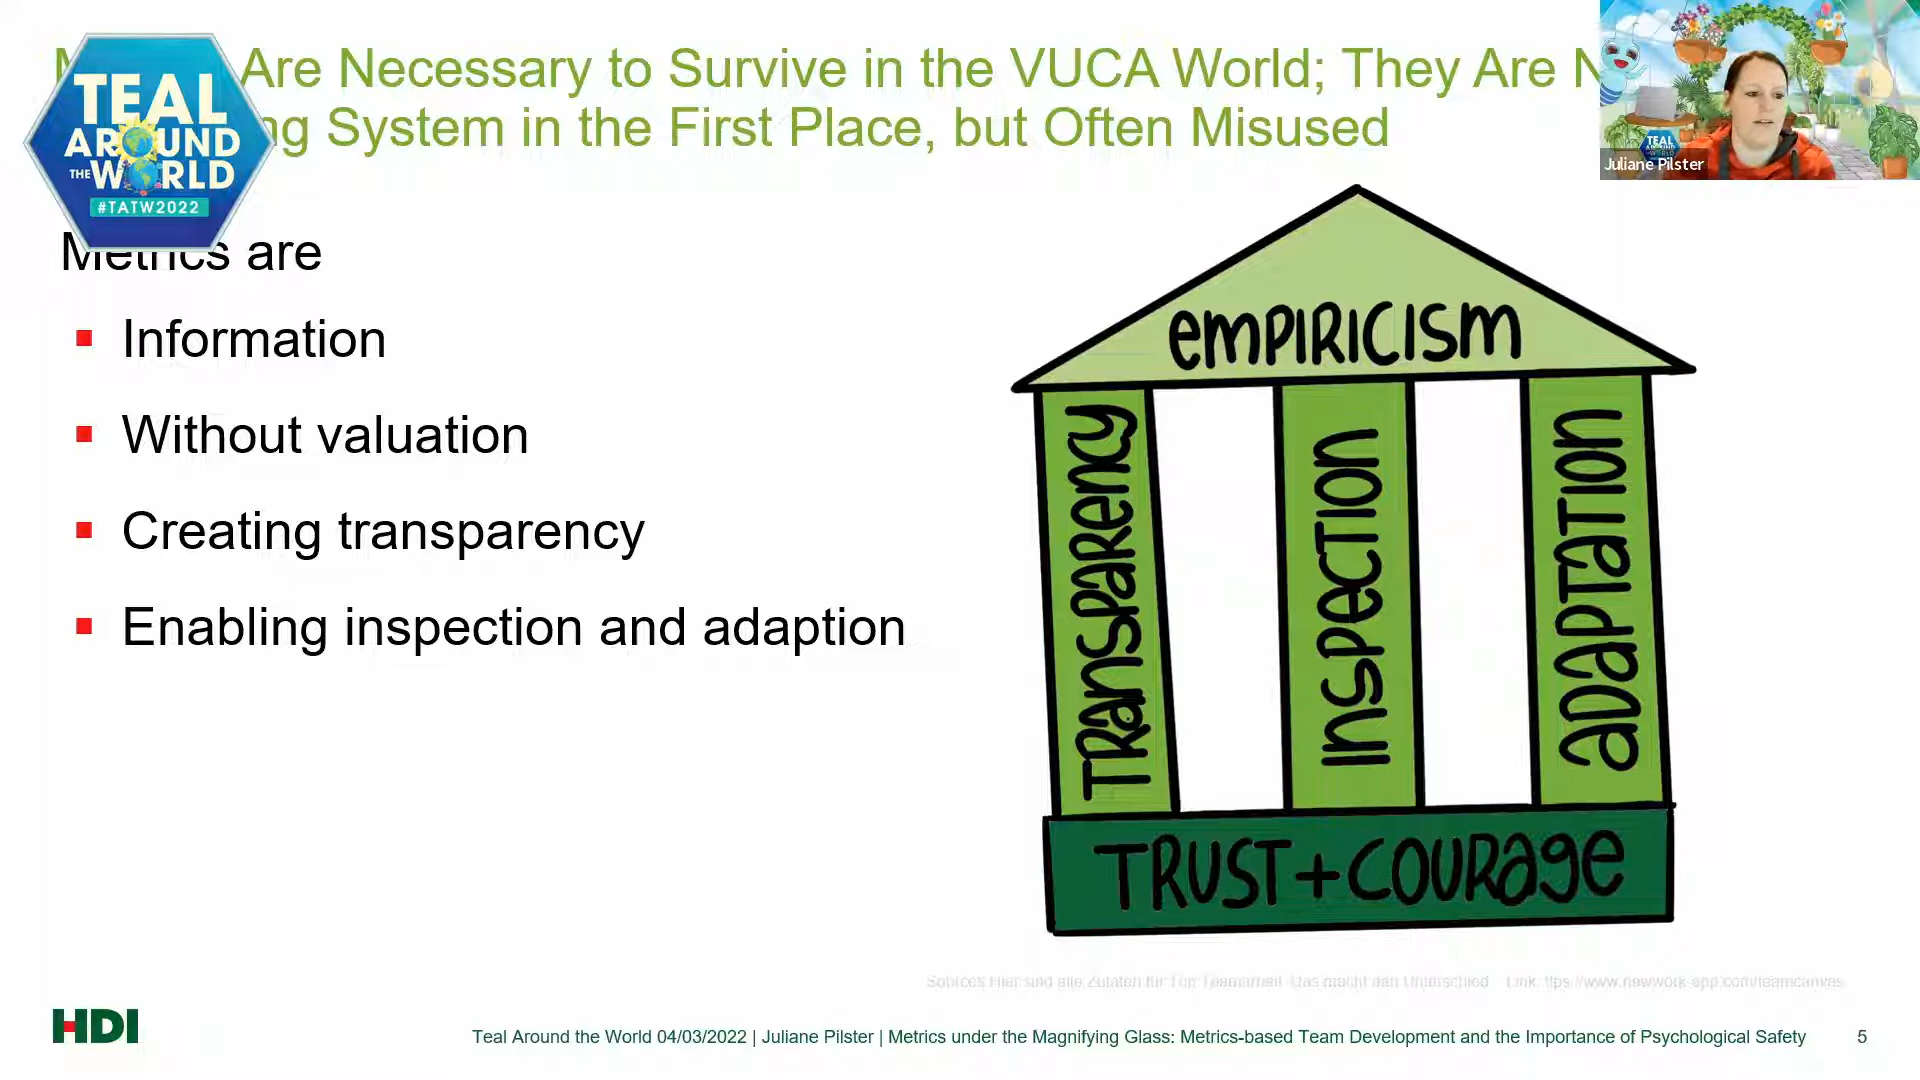 Are Necessary to Survive in the VUCA World; They Are
System in the First Place, but Often Misused
TEAL
AROUND
THE WORLD
#TATW2022
Juliane Pilster
Metrics are
Information
Without valuation
Creating transparency
Enabling inspection and adaption
empiricism
Transparency
Inspection
adaptation
TRUST+COURage
HDI
Teal Around the World 04/03/2022 | Juliane Pilster | Metrics under the Magnifying Glass: Metrics-based Team Development and the Importance of Psychological Safety
5